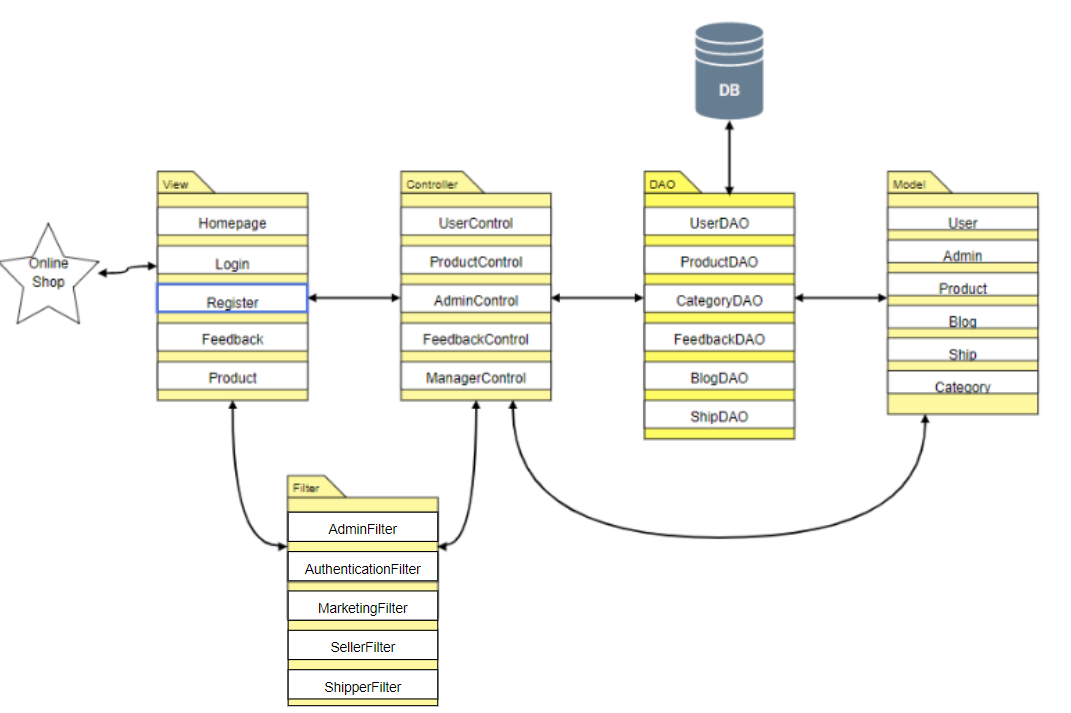 DB
View
Homepage
Login
Register
Feedback
Product
Controller
UserControl
ProductControl
AdminControl
FeedbackControl
ManagerControl
DAO
UserDAO
ProductDAO
CategoryDAO
FeedbackDAO
BlogDAO
ShipDAO
Model
User
Admin
Product
Blog
Ship
Category
Online
Shop
Filter
AdminFilter
AuthenticationFilter
MarketingFilter
SellerFilter
ShipperFilter